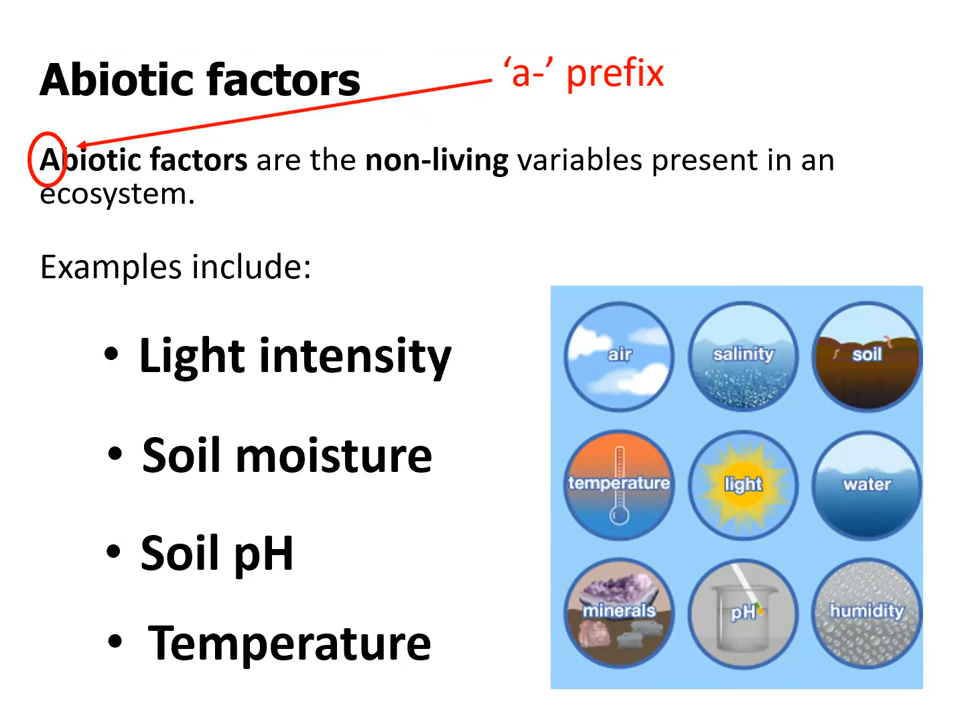 Abiotic factors
‘a-’ prefix
Abiotic factors are the non-living variables present in an
ecosystem.
Examples include:
• Light intensity
• Soil moisture
• Soil pH
• Temperature
air
salinity
soil
temperature
light
water
minerals
pH
humidity